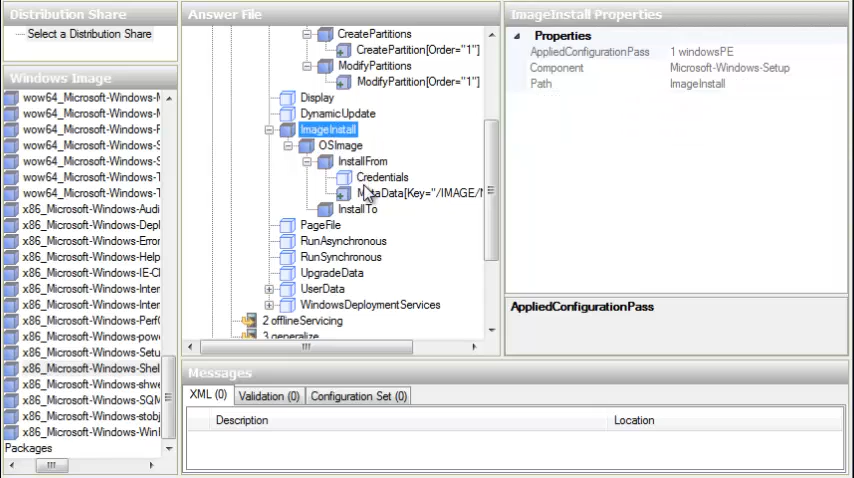 Distribution Share
Select a Distribution Share
Windows Image
wow64_Microsoft-Windows-
wow64_Microsoft-Windows-
wow64_Microsoft-Windows-
wow64_Microsoft-Windows-
wow64_Microsoft-Windows-
wow64_Microsoft-Windows-
wow64_Microsoft-Windows-
x86_Microsoft-Windows-Audi
x86_Microsoft-Windows-Depl
x86_Microsoft-Windows-Error
x86_Microsoft-Windows-Help
x86_Microsoft-Windows-IE-Cl
x86_Microsoft-Windows-Inter
x86_Microsoft-Windows-Inter
x86_Microsoft-Windows-Perf
x86_Microsoft-Windows-pow
x86_Microsoft-Windows-Setu
x86_Microsoft-Windows-Shel
x86_Microsoft-Windows-shwe
x86_Microsoft-Windows-SQM
x86_Microsoft-Windows-stobj
x86_Microsoft-Windows-Winl
Packages
Answer File
CreatePartitions
CreatePartition[Order="1"]
ModifyPartitions
ModifyPartition[Order="1"]
Display
DynamicUpdate
ImageInstall
OSImage
InstallFrom
Credentials
MetaData[Key="/IMAGE/
InstallTo
PageFile
RunAsynchronous
RunSynchronous
UpgradeData
UserData
WindowsDeploymentServices
2 offlineServicing
3 generalize
ImageInstall Properties
Properties
AppliedConfigurationPass 1 windowsPE
Component Microsoft-Windows-Setup
Path ImageInstall
AppliedConfigurationPass
Messages
XML (0) Validation (0) Configuration Set (0)
Description Location